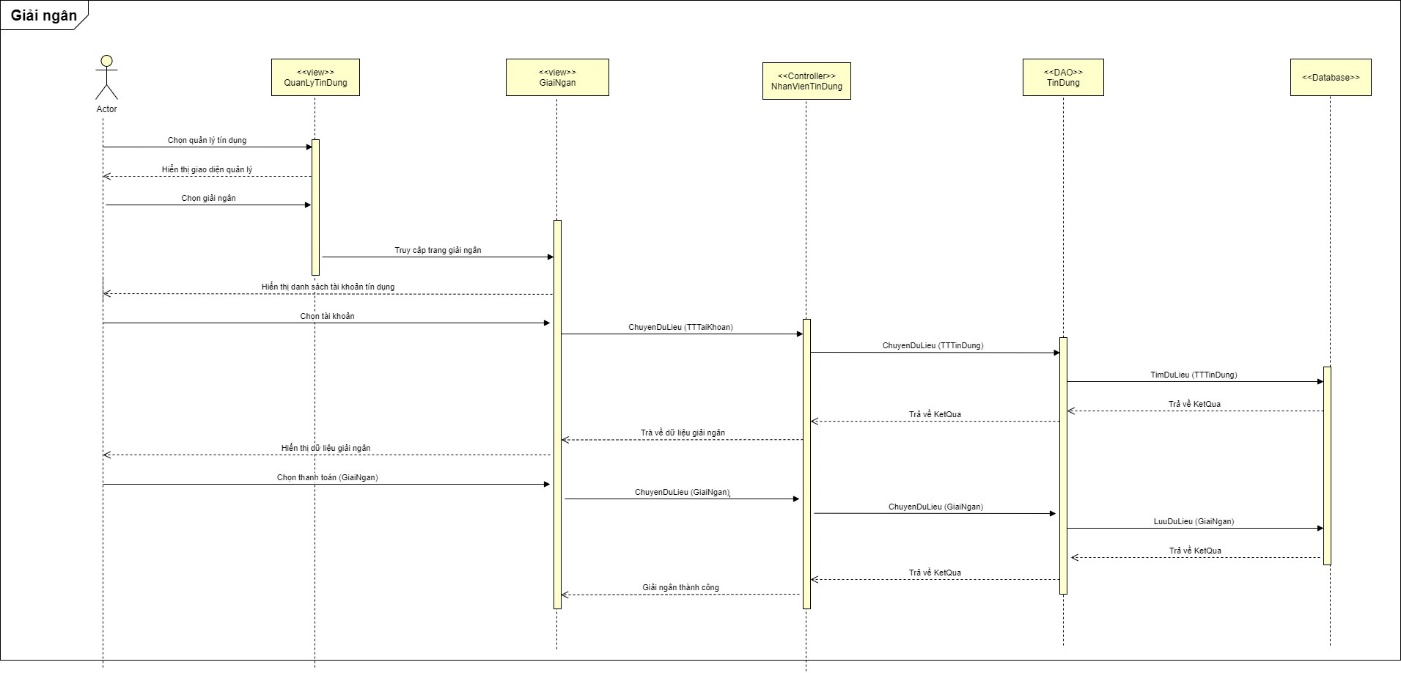 Giải ngân
Actor
<<view>>
QuanLyTinDung
<<view>>
GiaiNgan
<<Controller>>
NhanVienTinDung
<<DAO>>
TinDung
<<Database>>
Chọn quản lý tín dụng
Hiển thị giao diện quản lý
Chọn giải ngân
Truy cập trang giải ngân
Hiển thị danh sách tài khoản tín dụng
Chọn tài khoản
ChuyenDuLieu (TTTaiKhoan)
ChuyenDuLieu (TTTinDung)
TimDuLieu (TTTinDung)
Trả về KetQua
Trả về KetQua
Trả về dữ liệu giải ngân
Hiển thị dữ liệu giải ngân
Chọn thanh toán (GiaiNgan)
ChuyenDuLieu (GiaiNgan)
ChuyenDuLieu (GiaiNgan)
LuuDuLieu (GiaiNgan)
Trả về KetQua
Trả về KetQua
Giải ngân thành công